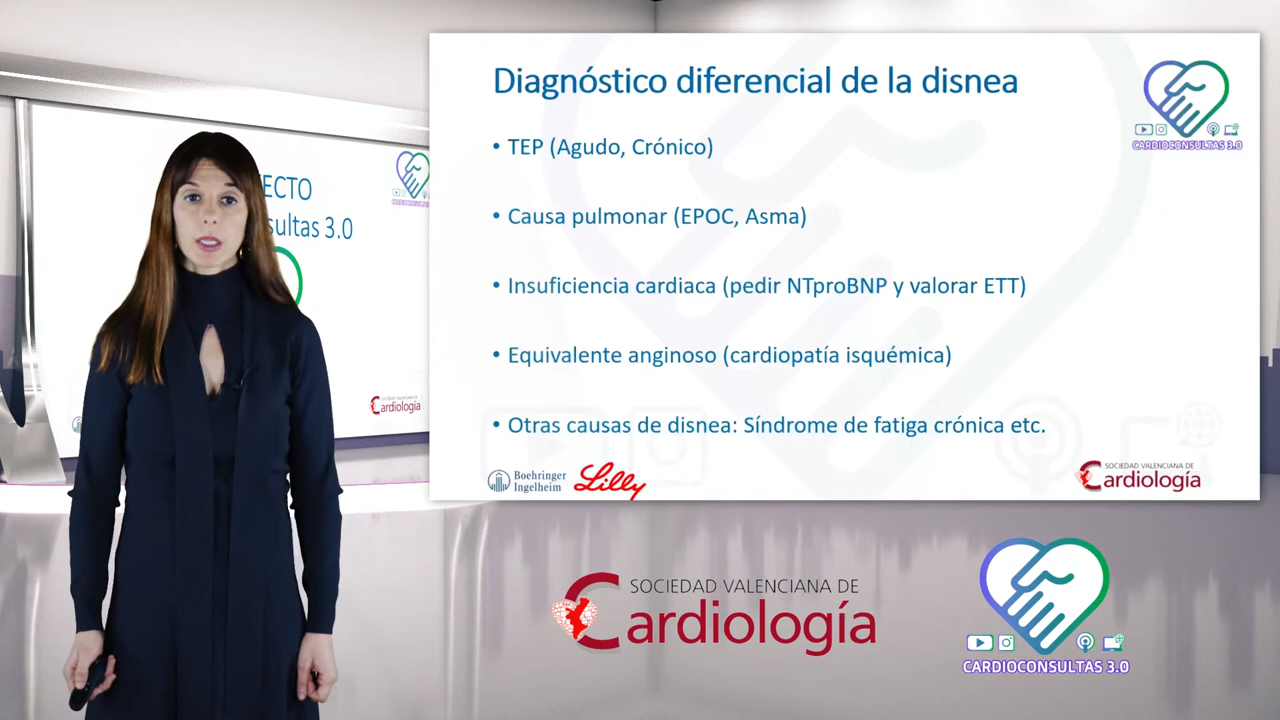 Diagnóstico diferencial de la disnea
• TEP (Agudo, Crónico)
• Causa pulmonar (EPOC, Asma)
• Insuficiencia cardiaca (pedir NTproBNP y valorar ETT)
• Equivalente anginoso (cardiopatía isquémica)
• Otras causas de disnea: Síndrome de fatiga crónica etc.
CARDIOCONSULTAS 3.0
Boehringer
Ingelheim
Lilly
SOCIEDAD VALENCIANA DE
Cardiología
ECTO
sultas 3.0
Cardiología
SOCIEDAD VALENCIANA DE
Cardiología
CARDIOCONSULTAS 3.0